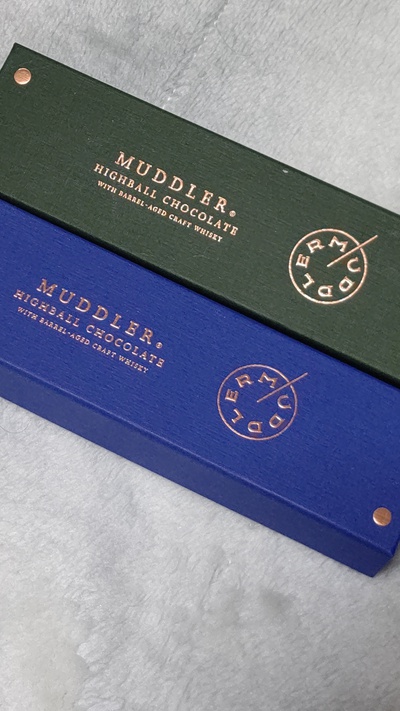 MUDDLER®
HIGHBALL CHOCOLATE
WITH BARREL-AGED CRAFT WHISKY
MUDDLER
MUDDLER®
HIGHBALL CHOCOLATE
WITH BARREL-AGED CRAFT WHISKY
MUDDLER